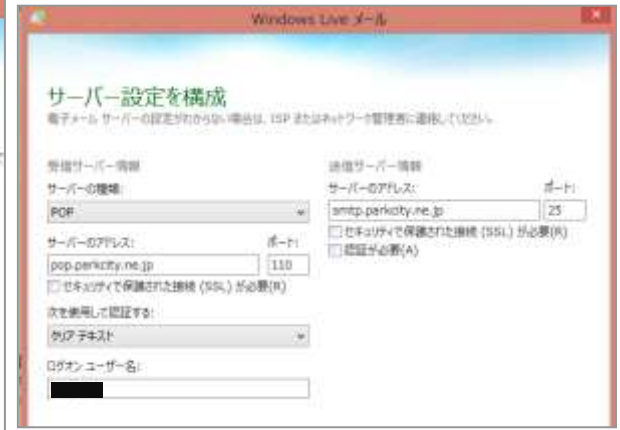 Windows Live メール
サーバー設定を構成
電子メール サーバーの設定がわからない場合は、ISP またはネットワーク管理者に連絡してください。
受信サーバー情報
サーバーの種類:
POP
サーバーのアドレス: ポート:
pop.parkcity.ne.jp 110
セキュリティで保護された接続 (SSL) が必要(R)
次を使用して認証する:
クリア テキスト
ログオン ユーザー名:
送信サーバー情報
サーバーのアドレス: ポート:
smtp.parkcity.ne.jp 25
セキュリティで保護された接続 (SSL) が必要(R)
認証が必要(A)